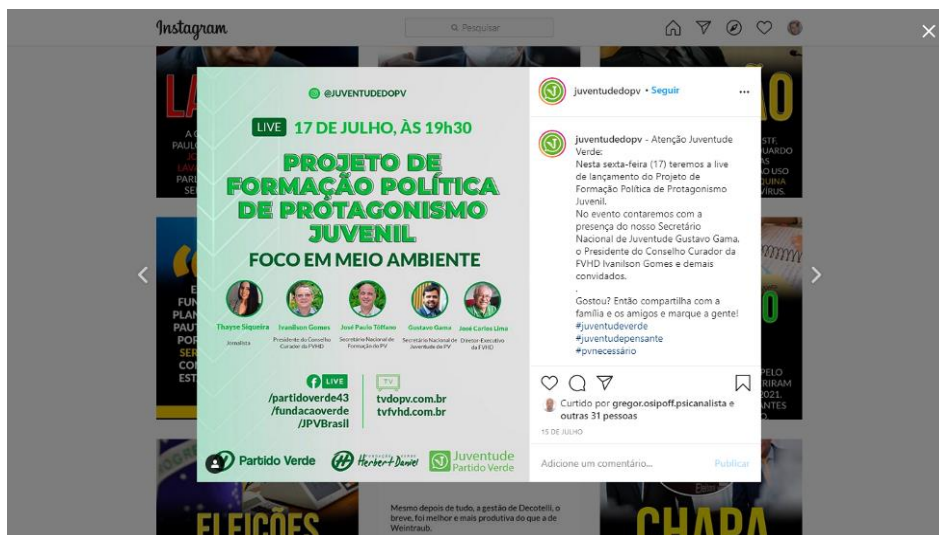 Instagram
Pesquisar
@JUVENTUDEDOPV
LIVE 17 DE JULHO, ÀS 19h30
PROJETO DE
FORMAÇÃO POLÍTICA
DE PROTAGONISMO
JUVENIL
FOCO EM MEIO AMBIENTE
Thayse Siqueira
Jornalista
Ivanilson Gomes
Presidente do Conselho
Curador da FVHD
José Paulo Tôffano
Secretário Nacional de
Formação do PV
Gustavo Gama
Secretário Nacional de
Juventude do PV
José Carlos Lima
Diretor-Executivo
da FVHD
LIVE
/partidoverde43
/fundacaoverde
/JPVBrasil
TV
tvdopv.com.br
tvfvhd.com.br
Partido Verde
Herbert Daniel
Juventude
Partido Verde
juventudedopv • Seguir
juventudedopv - Atenção Juventude
Verde:
Nesta sexta-feira (17) teremos a live
de lançamento do Projeto de
Formação Política de Protagonismo
Juvenil.
No evento contaremos com a
presença do nosso Secretário
Nacional de Juventude Gustavo Gama,
o Presidente do Conselho Curador da
FVHD Ivanilson Gomes e demais
convidados.
.
Gostou? Então compartilha com a
família e os amigos e marque a gente!
#juventudeverde
#juventudepensante
#pvnecessário
Curtido por gregor.osipoff.psicanalista e
outras 31 pessoas
15 DE JULHO
Adicione um comentário... Publicar
ELEIÇÕES
Mesmo depois de tudo, a gestão de Decotelli, o
breve, foi melhor e mais produtiva do que a de
Weintraub.
CHAPA